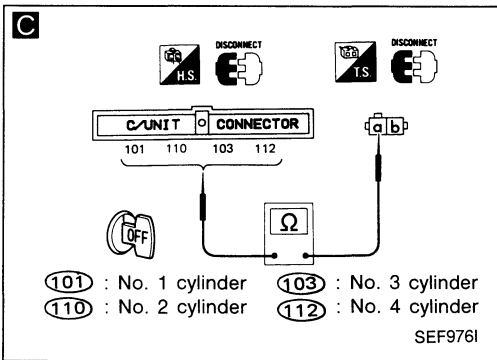 C
DISCONNECT
DISCONNECT
H.S.
T.S.
C/UNIT O CONNECTOR
a b
101 110 103 112
Ω
OFF
101 : No. 1 cylinder 103 : No. 3 cylinder
110 : No. 2 cylinder 112 : No. 4 cylinder
SEF976I